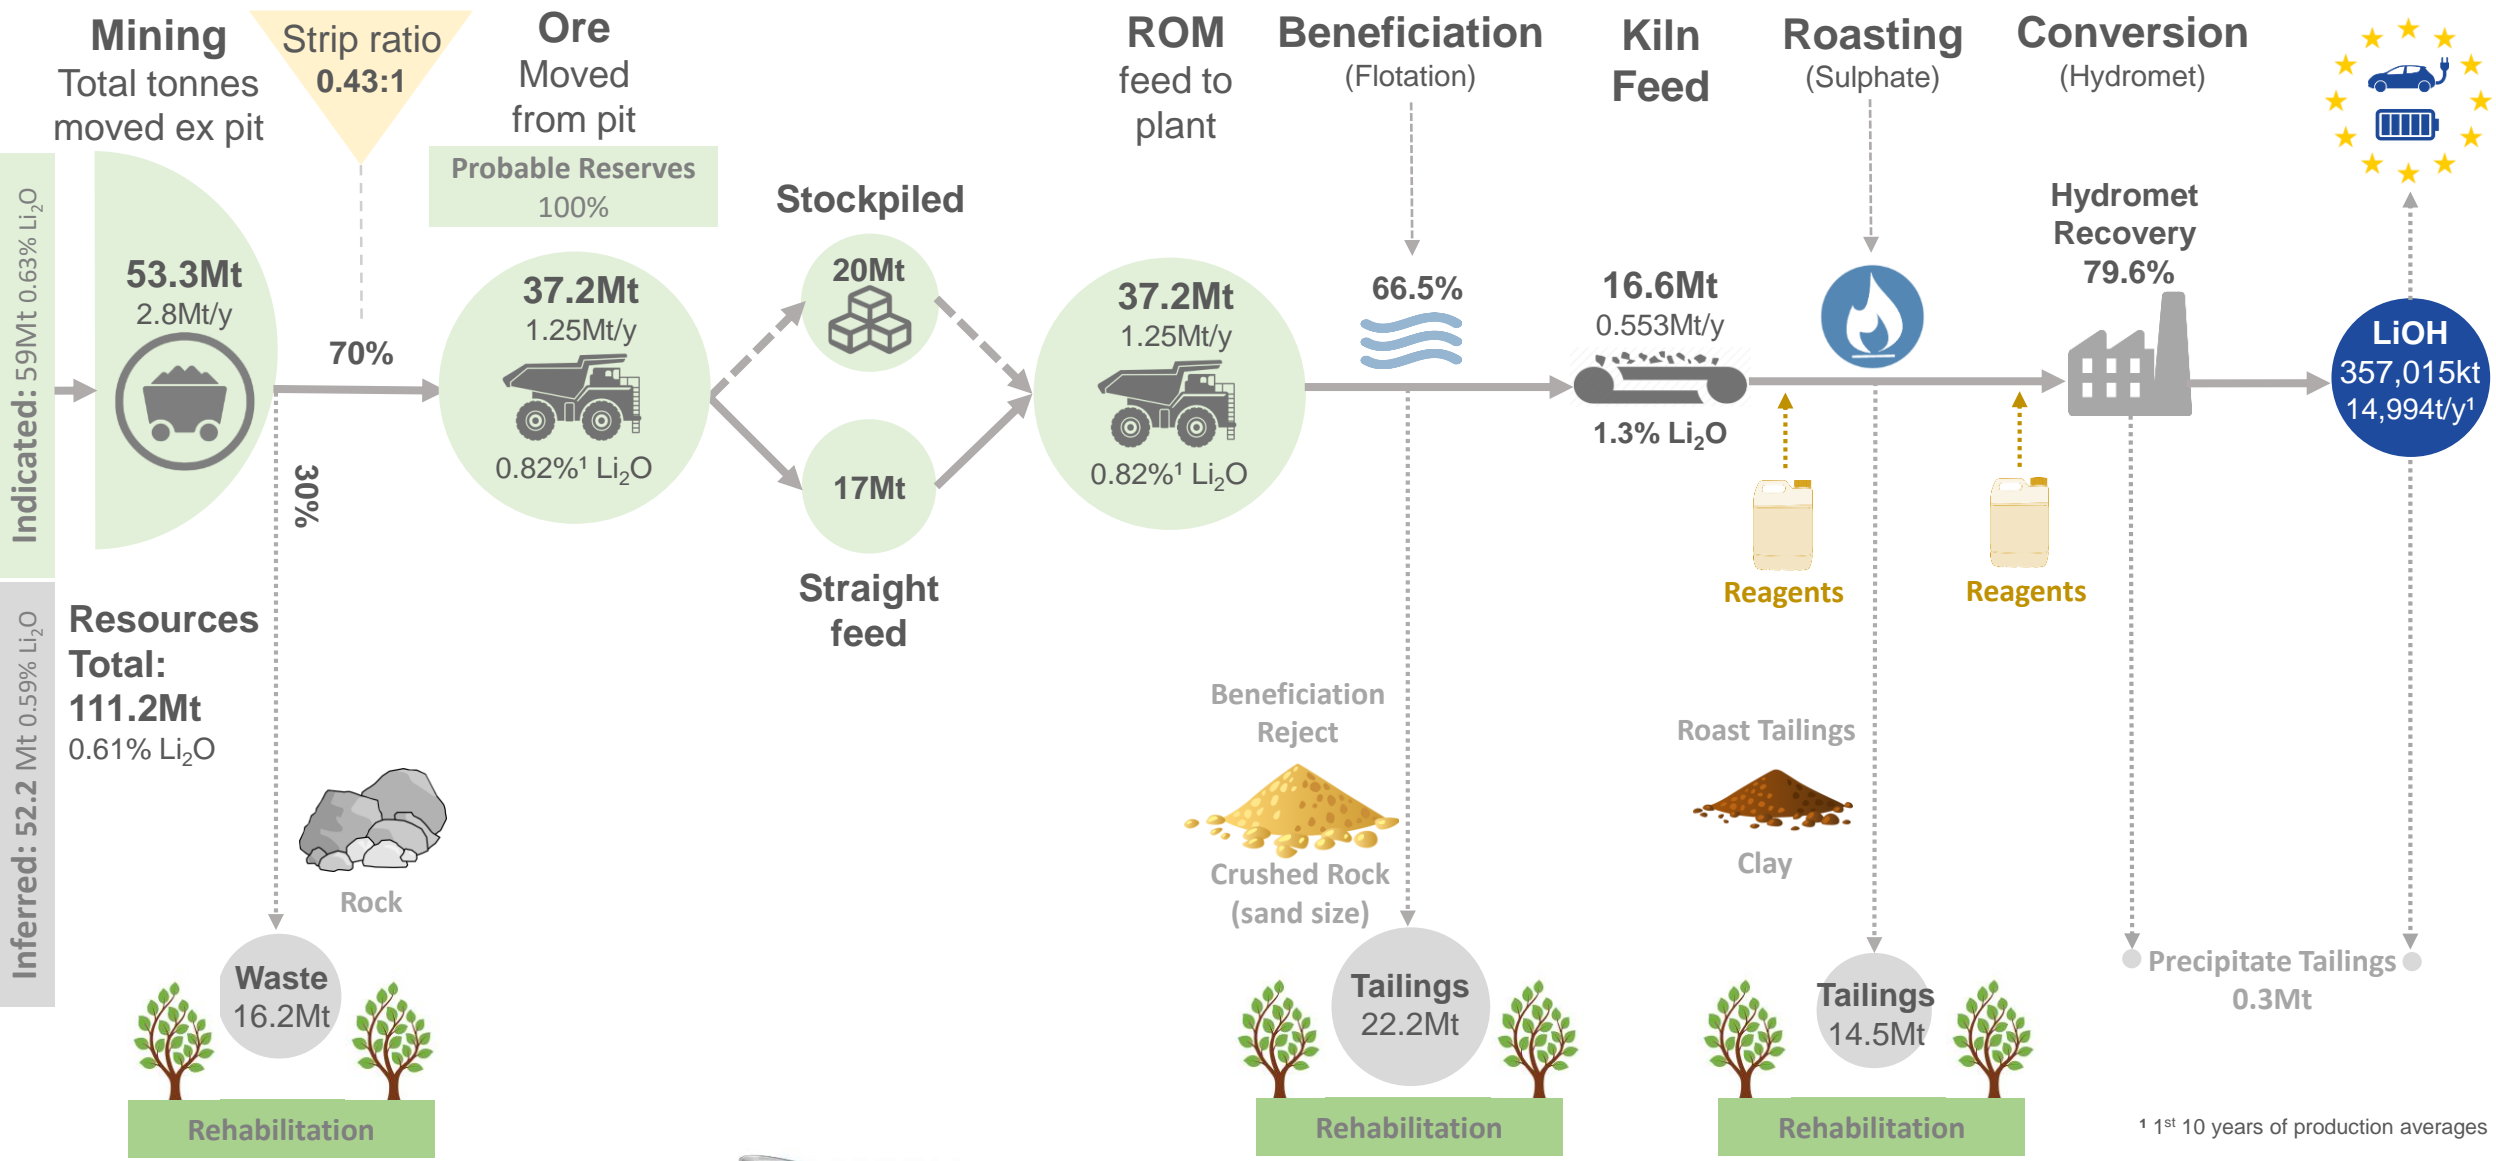 Mining
Total tonnes
moved ex pit
Strip ratio
0.43:1
Ore
Moved
from pit
Probable Reserves
100%
ROM
feed to
plant
Beneficiation
(Flotation)
Kiln
Feed
Roasting
(Sulphate)
Conversion
(Hydromet)
Indicated: 59Mt 0.63% Li₂O
53.3Mt
2.8Mt/y
70%
30%
37.2Mt
1.25Mt/y
0.82%¹ Li₂O
Stockpiled
20Mt
17Mt
Straight
feed
37.2Mt
1.25Mt/y
0.82%¹ Li₂O
66.5%
16.6Mt
0.553Mt/y
1.3% Li₂O
Reagents
Reagents
Hydromet
Recovery
79.6%
LiOH
357,015kt
14,994t/y¹
Inferred: 52.2 Mt 0.59% Li₂O
Resources
Total:
111.2Mt
0.61% Li₂O
Rock
Waste
16.2Mt
Rehabilitation
Beneficiation
Reject
Crushed Rock
(sand size)
Tailings
22.2Mt
Rehabilitation
Roast Tailings
Clay
Tailings
14.5Mt
Rehabilitation
Precipitate Tailings
0.3Mt
¹ 1st 10 years of production averages